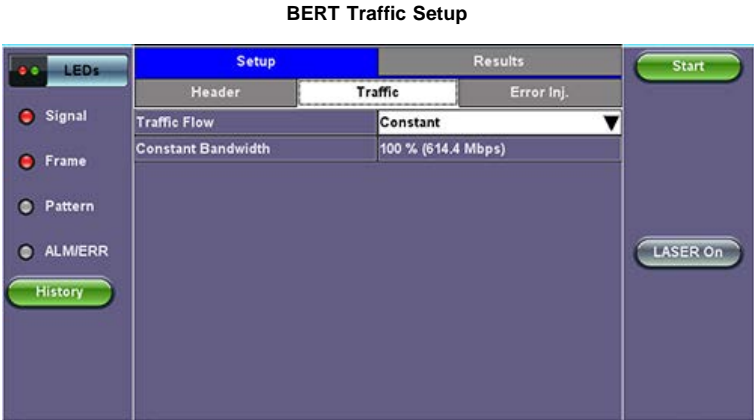 BERT Traffic Setup
LEDs
Setup
Results
Start
Header
Traffic
Error Inj.
Signal
Traffic Flow
Constant
Constant Bandwidth
100 % (614.4 Mbps)
Frame
Pattern
ALM/ERR
LASER On
History